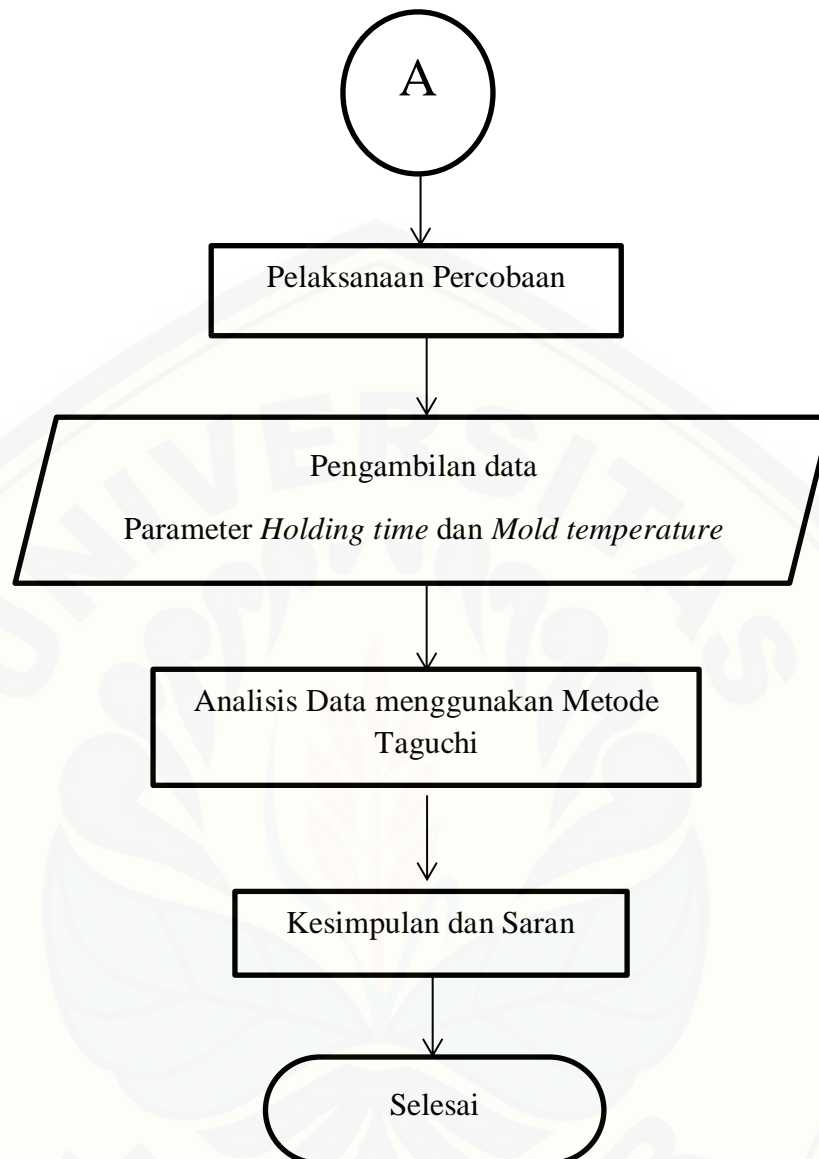 A
Pelaksanaan Percobaan
Pengambilan data
Parameter Holding time dan Mold temperature
Analisis Data menggunakan Metode
Taguchi
Kesimpulan dan Saran
Selesai
UNIVERSITAS